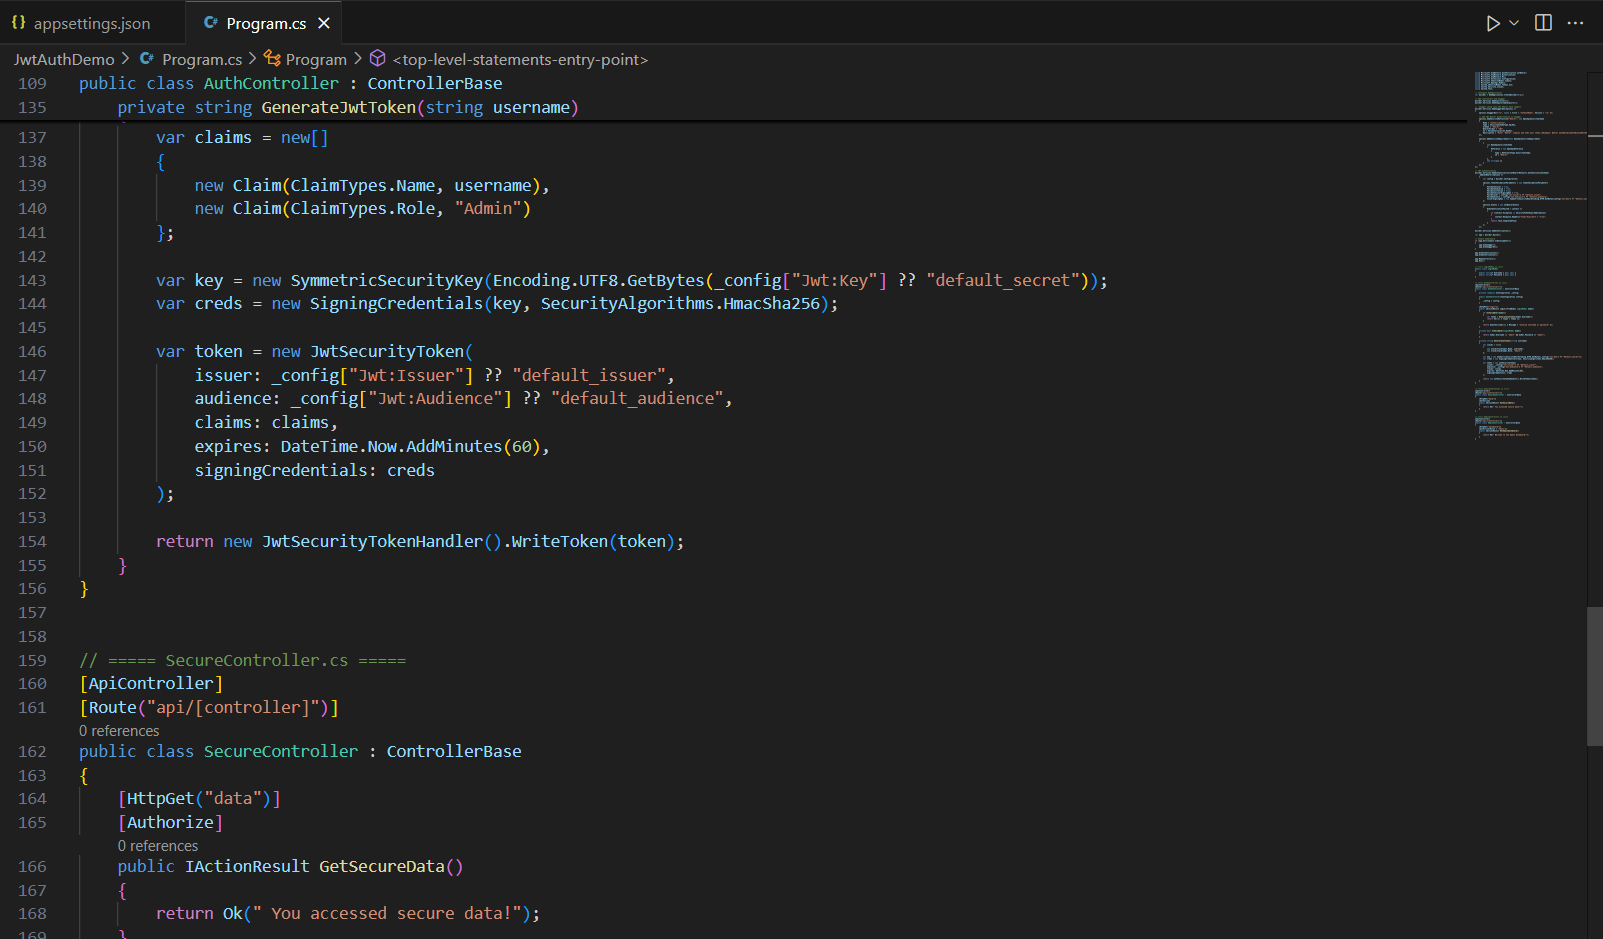 {} appsettings.json
C# Program.cs ×
JwtAuthDemo > C# Program.cs > Program > <top-level-statements-entry-point>
109 public class AuthController : ControllerBase
135 private string GenerateJwtToken(string username)
137 var claims = new[]
138 {
139 new Claim(ClaimTypes.Name, username),
140 new Claim(ClaimTypes.Role, "Admin")
141 };
142
143 var key = new SymmetricSecurityKey(Encoding.UTF8.GetBytes(_config["Jwt:Key"] ?? "default_secret"));
144 var creds = new SigningCredentials(key, SecurityAlgorithms.HmacSha256);
145
146 var token = new JwtSecurityToken(
147 issuer: _config["Jwt:Issuer"] ?? "default_issuer",
148 audience: _config["Jwt:Audience"] ?? "default_audience",
149 claims: claims,
150 expires: DateTime.Now.AddMinutes(60),
151 signingCredentials: creds
152 );
153
154 return new JwtSecurityTokenHandler().WriteToken(token);
155 }
156 }
157
158
159 // ===== SecureController.cs =====
160 [ApiController]
161 [Route("api/[controller]")]
0 references
162 public class SecureController : ControllerBase
163 {
164 [HttpGet("data")]
165 [Authorize]
0 references
166 public IActionResult GetSecureData()
167 {
168 return Ok(" You accessed secure data!");
169 }